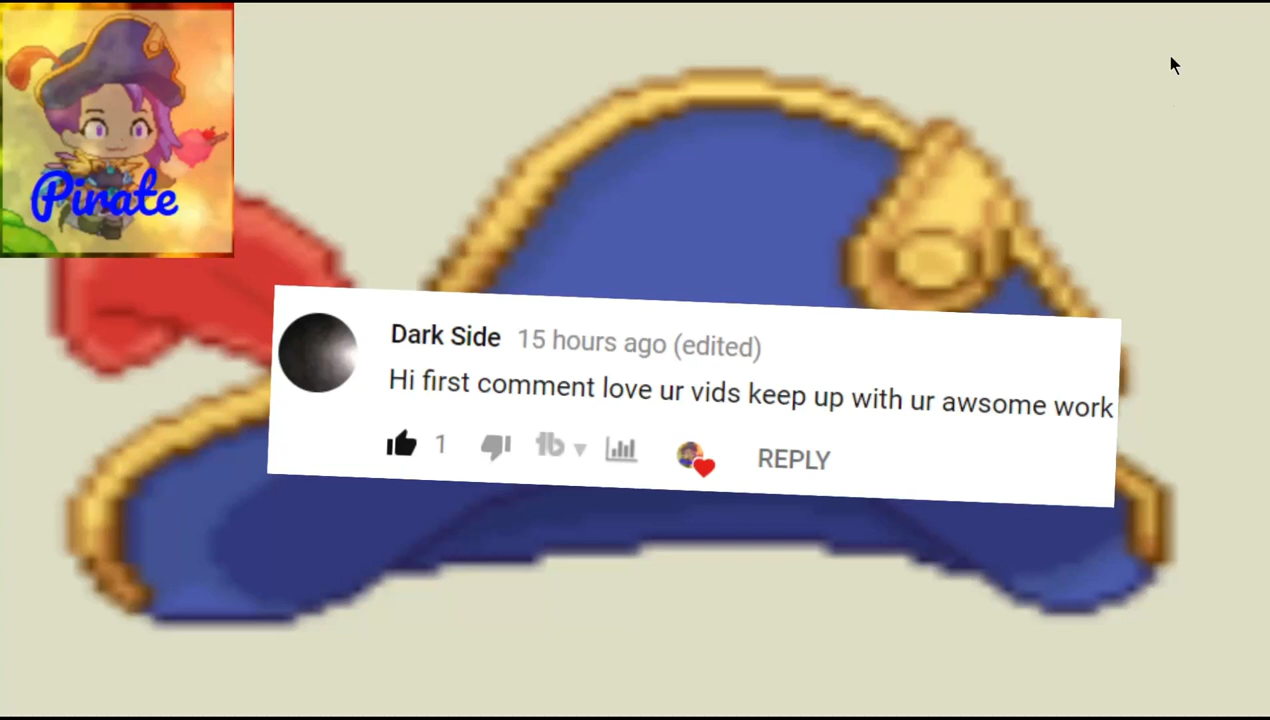 Pirate
Dark Side 15 hours ago (edited)
Hi first comment love ur vids keep up with ur awsome work
1 REPLY